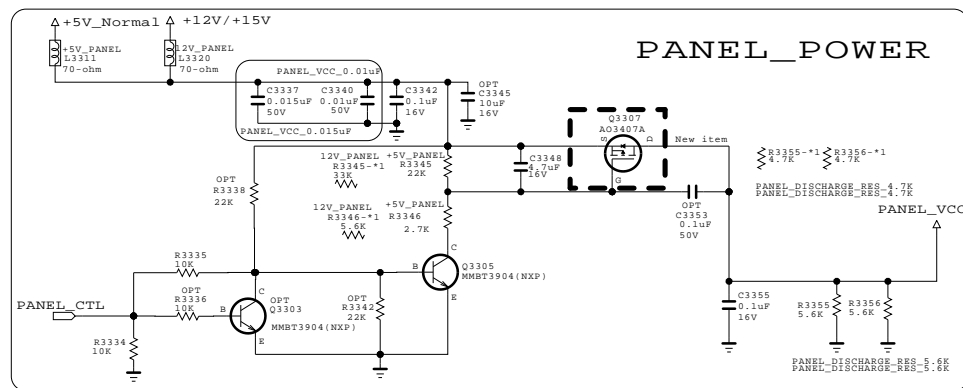 +5V_Normal
+12V/+15V
PANEL_POWER
+5V_PANEL
L3311
70-ohm
12V_PANEL
L3320
70-ohm
PANEL_VCC_0.01uF
C3337
0.015uF
50V
C3340
0.01uF
50V
C3342
0.1uF
16V
OPT
C3345
10uF
16V
PANEL_VCC_0.015uF
Q3307
AO3407A
S
D
G
New item
R3355-*1
4.7K
R3356-*1
4.7K
PANEL_DISCHARGE_RES_4.7K
PANEL_DISCHARGE_RES_4.7K
12V_PANEL
R3345-*1
33K
+5V_PANEL
R3345
22K
C3348
4.7uF
16V
OPT
R3338
22K
12V_PANEL
R3346-*1
5.6K
+5V_PANEL
R3346
2.7K
OPT
C3353
0.1uF
50V
PANEL_VCC
R3335
10K
B
C
E
Q3305
MMBT3904(NXP)
OPT
R3336
10K
PANEL_CTL
B
C
E
OPT
Q3303
MMBT3904(NXP)
OPT
R3342
22K
R3334
10K
C3355
0.1uF
16V
R3355
5.6K
R3356
5.6K
PANEL_DISCHARGE_RES_5.6K
PANEL_DISCHARGE_RES_5.6K